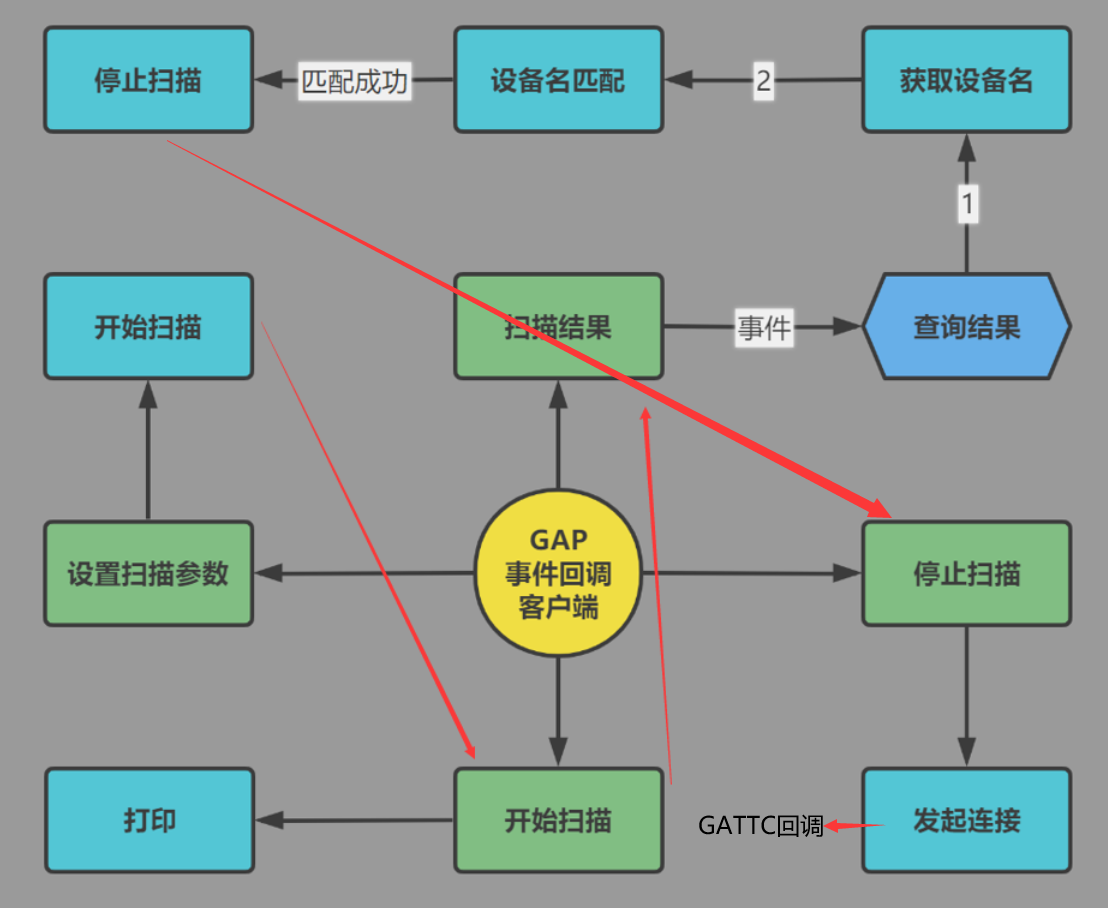 停止扫描
匹配成功
设备名匹配
2
获取设备名
1
开始扫描
扫描结果
事件
查询结果
设置扫描参数
GAP
事件回调
客户端
停止扫描
打印
开始扫描
GATTC回调
发起连接